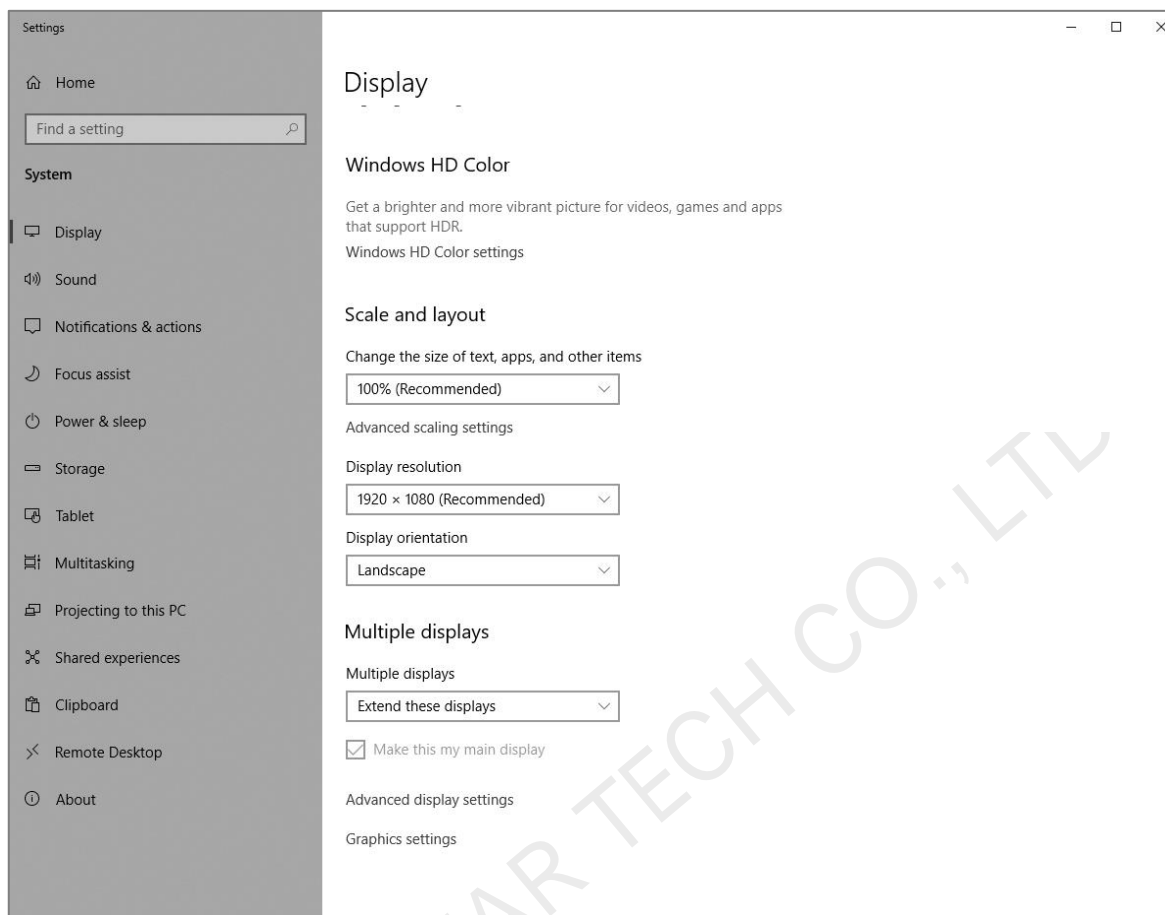 Settings
Home
Find a setting
System
Display
Sound
Notifications & actions
Focus assist
Power & sleep
Storage
Tablet
Multitasking
Projecting to this PC
Shared experiences
Clipboard
Remote Desktop
About
Display
Windows HD Color
Get a brighter and more vibrant picture for videos, games and apps
that support HDR.
Windows HD Color settings
Scale and layout
Change the size of text, apps, and other items
100% (Recommended)
Advanced scaling settings
Display resolution
1920 × 1080 (Recommended)
Display orientation
Landscape
Multiple displays
Multiple displays
Extend these displays
Make this my main display
Advanced display settings
Graphics settings
TECH CO., LTD